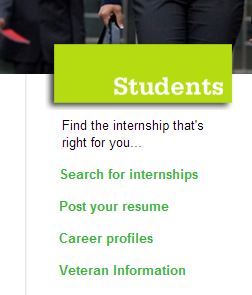 Students
Find the internship that's
right for you...
Search for internships
Post your resume
Career profiles
Veteran Information